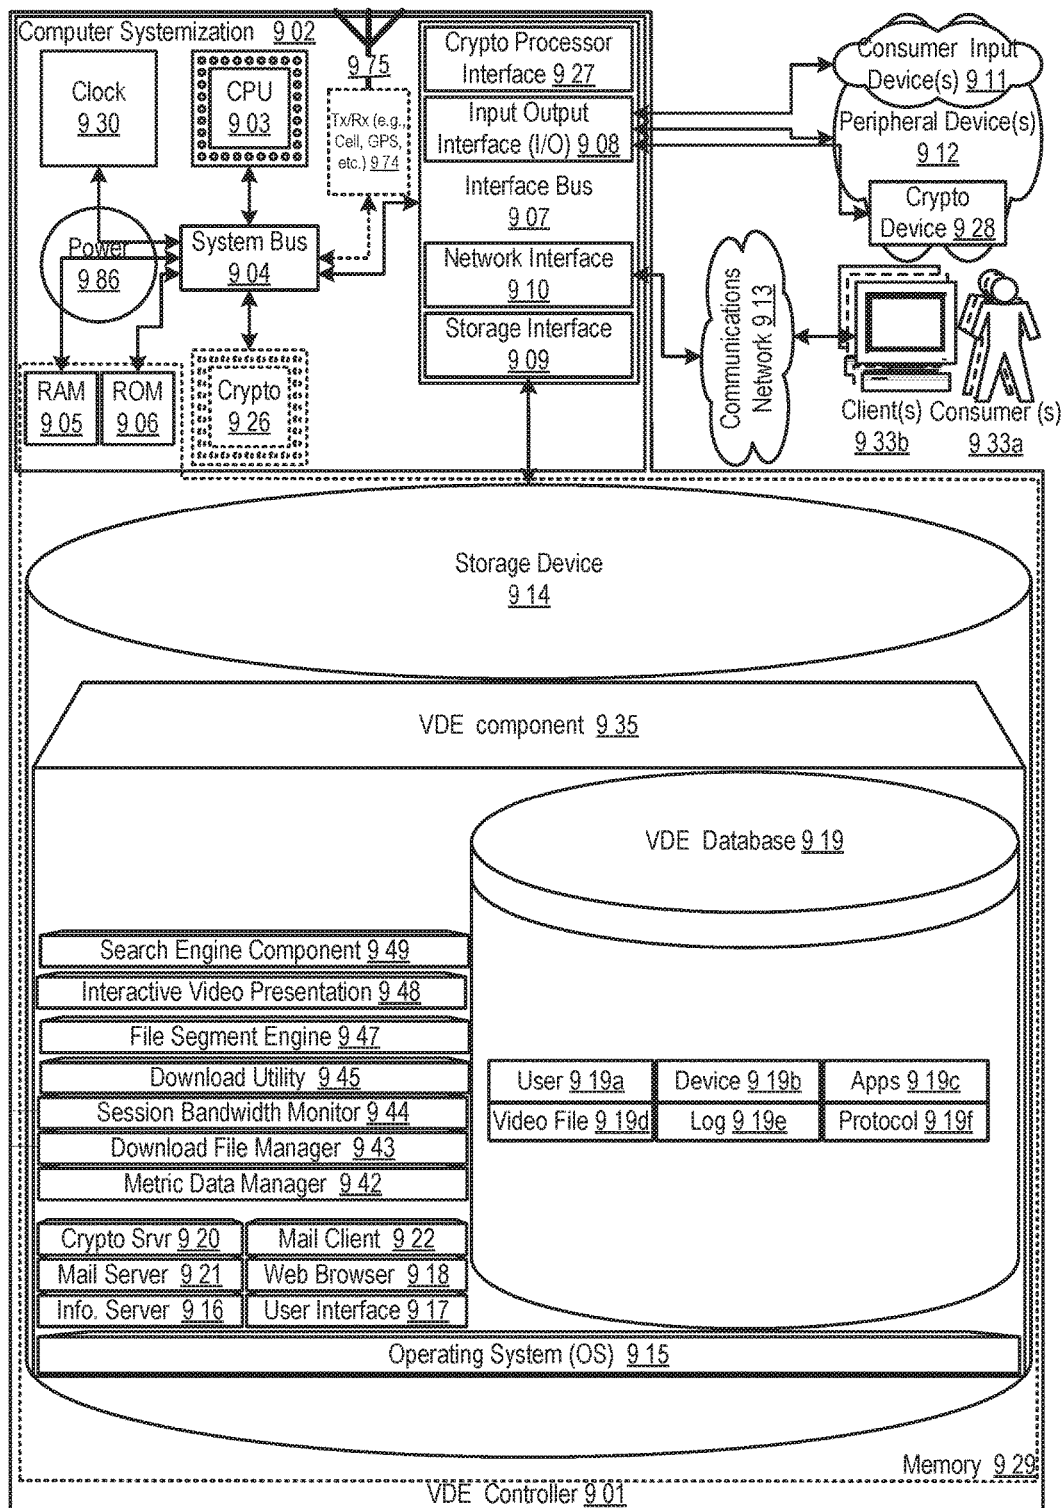 Computer Systemization 9 02
Clock
9 30
CPU
9 03
9 75
Tx/Rx (e.g.,
Cell, GPS,
etc.) 9 74
Crypto Processor
Interface 9 27
Input Output
Interface (I/O) 9 08
Interface Bus
9 07
Network Interface
9 10
Storage Interface
9 09
Consumer Input
Device(s) 9 11
Peripheral Device(s)
9 12
Crypto
Device 9 28
Power
9 86
System Bus
9 04
RAM
9 05
ROM
9 06
Crypto
9 26
Communications
Network 9 13
Client(s)
9 33b
Consumer (s)
9 33a
Storage Device
9 14
VDE component 9 35
VDE Database 9 19
Search Engine Component 9 49
Interactive Video Presentation 9 48
File Segment Engine 9 47
Download Utility 9 45
Session Bandwidth Monitor 9 44
Download File Manager 9 43
Metric Data Manager 9 42
User 9 19a
Device 9 19b
Apps 9 19c
Video File 9 19d
Log 9 19e
Protocol 9 19f
Crypto Srvr 9 20
Mail Client 9 22
Mail Server 9 21
Web Browser 9 18
Info. Server 9 16
User Interface 9 17
Operating System (OS) 9 15
Memory 9 29
VDE Controller 9 01